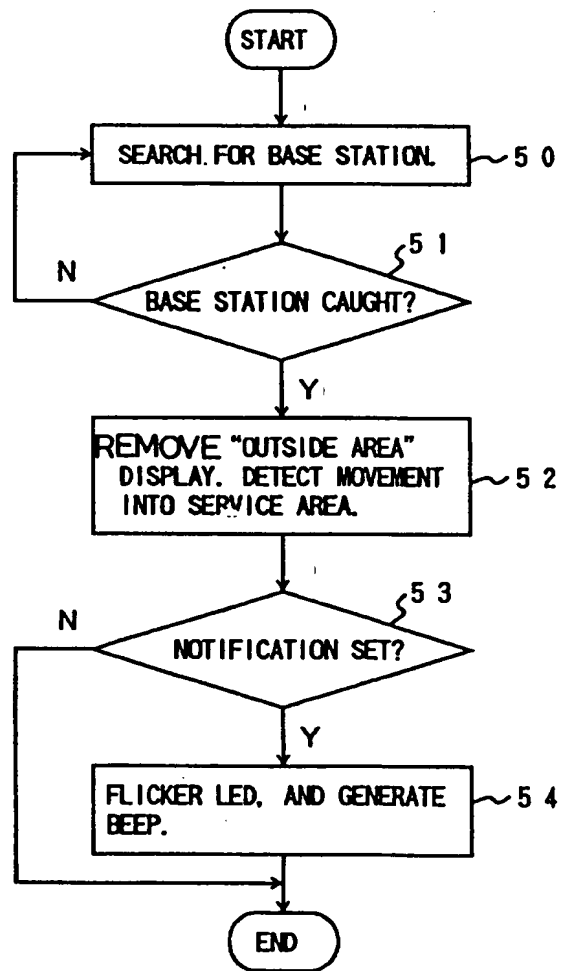 START
SEARCH.FOR BASE STATION.
50
51
N
BASE STATION CAUGHT?
Y
REMOVE "OUTSIDE AREA"
DISPLAY. DETECT MOVEMENT
INTO SERVICE AREA.
52
53
N
NOTIFICATION SET?
Y
FLICKER LED, AND GENERATE
BEEP.
54
END